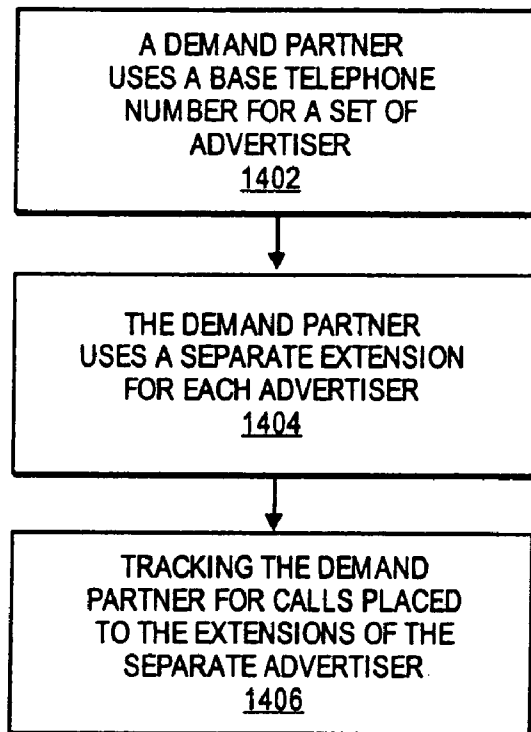 A DEMAND PARTNER
USES A BASE TELEPHONE
NUMBER FOR A SET OF
ADVERTISER
1402
THE DEMAND PARTNER
USES A SEPARATE EXTENSION
FOR EACH ADVERTISER
1404
TRACKING THE DEMAND
PARTNER FOR CALLS PLACED
TO THE EXTENSIONS OF THE
SEPARATE ADVERTISER
1406